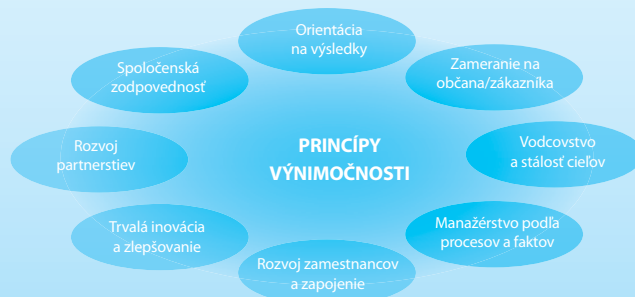 Orientácia
na výsledky
Spoločenská
zodpovednosť
Zameranie na
občana/zákazníka
Rozvoj
partnerstiev
PRINCÍPY
VÝNIMOČNOSTI
Vodcovstvo
a stálosť cieľov
Trvalá inovácia
a zlepšovanie
Manažérstvo podľa
procesov a faktov
Rozvoj zamestnancov
a zapojenie